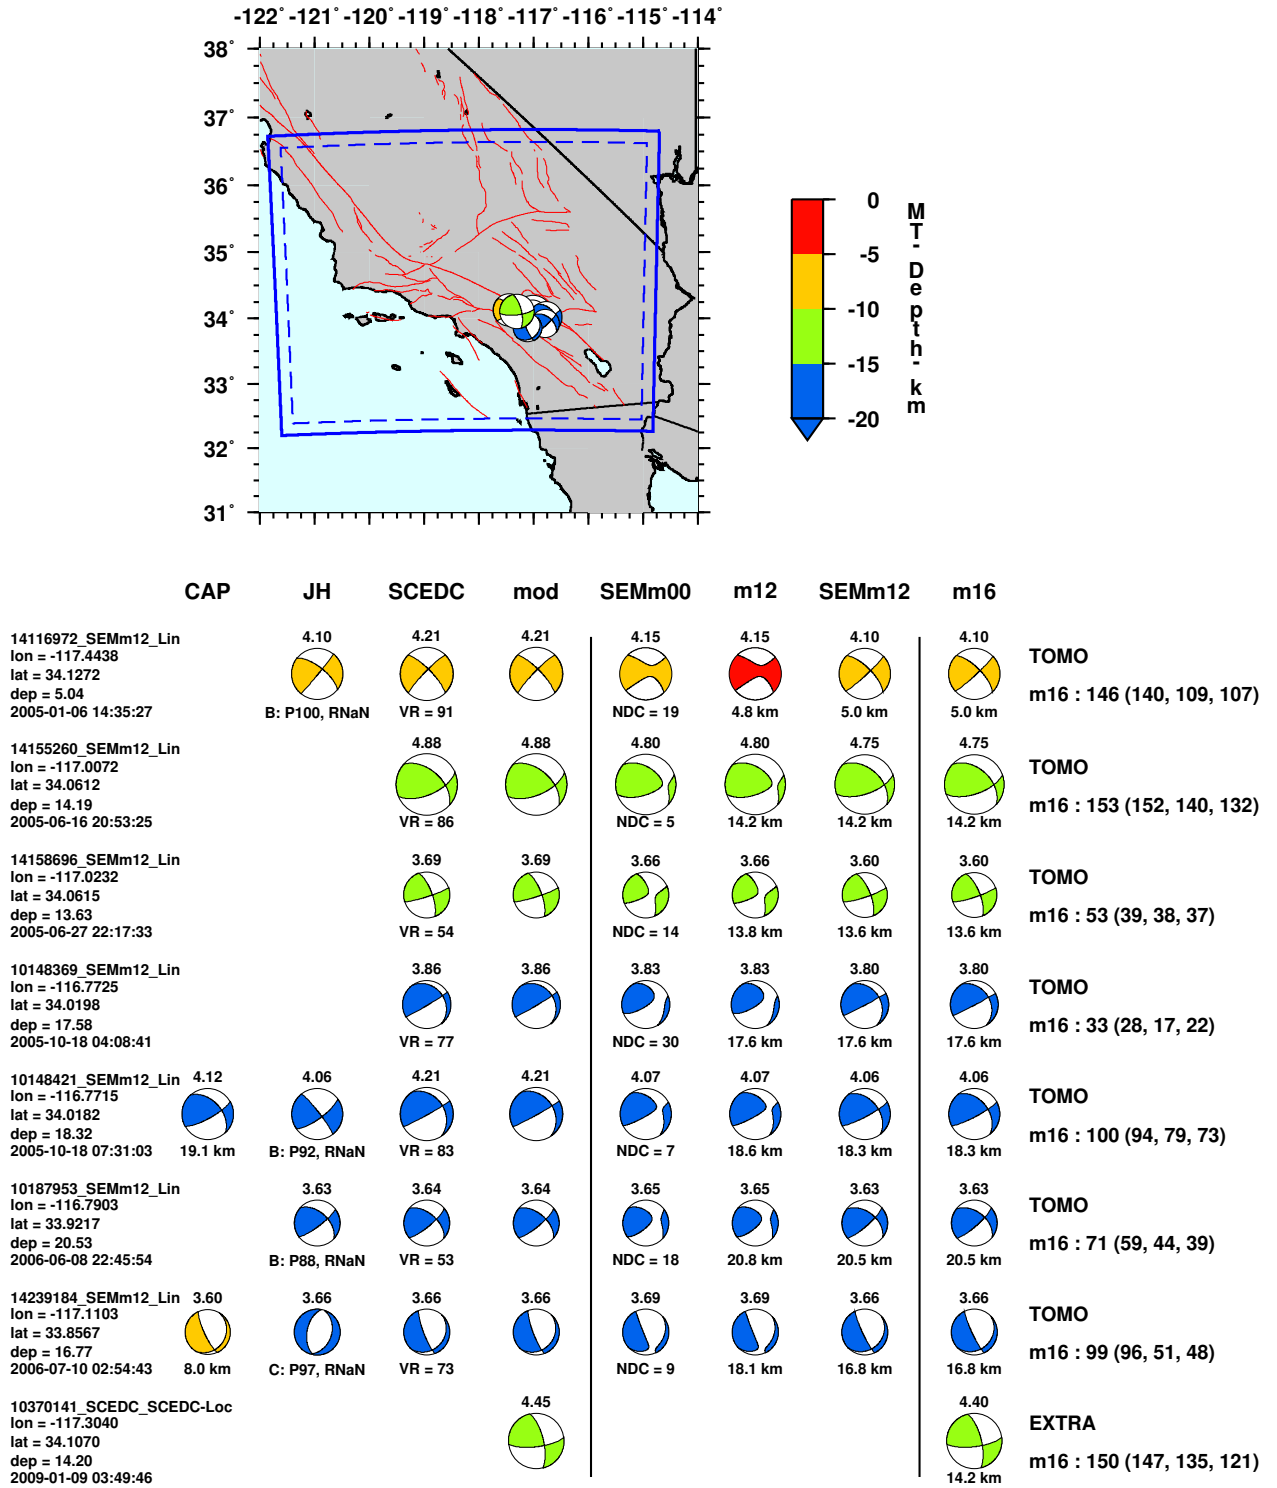 -122° -121° -120° -119° -118° -117° -116° -115° -114°
38°
37°
36°
35°
34°
33°
32°
31°
0
-5
-10
-15
-20
MT-Depth-km
CAP JH SCEDC mod SEMm00 m12 SEMm12 m16
14116972_SEMm12_Lin
lon = -117.4438
lat = 34.1272
dep = 5.04
2005-01-06 14:35:27
4.10 4.21 4.21 4.15 4.15 4.10 4.10
B: P100, RNaN VR = 91 NDC = 19 4.8 km 5.0 km 5.0 km
TOMO
m16 : 146 (140, 109, 107)
14155260_SEMm12_Lin
lon = -117.0072
lat = 34.0612
dep = 14.19
2005-06-16 20:53:25
4.88 4.88 4.80 4.80 4.75 4.75
VR = 86 NDC = 5 14.2 km 14.2 km 14.2 km
TOMO
m16 : 153 (152, 140, 132)
14158696_SEMm12_Lin
lon = -117.0232
lat = 34.0615
dep = 13.63
2005-06-27 22:17:33
3.69 3.69 3.66 3.66 3.60 3.60
VR = 54 NDC = 14 13.8 km 13.6 km 13.6 km
TOMO
m16 : 53 (39, 38, 37)
10148369_SEMm12_Lin
lon = -116.7725
lat = 34.0198
dep = 17.58
2005-10-18 04:08:41
3.86 3.86 3.83 3.83 3.80 3.80
VR = 77 NDC = 30 17.6 km 17.6 km 17.6 km
TOMO
m16 : 33 (28, 17, 22)
10148421_SEMm12_Lin
lon = -116.7715
lat = 34.0182
dep = 18.32
2005-10-18 07:31:03
4.12 4.06 4.21 4.21 4.07 4.07 4.06 4.06
19.1 km B: P92, RNaN VR = 83 NDC = 7 18.6 km 18.3 km 18.3 km
TOMO
m16 : 100 (94, 79, 73)
10187953_SEMm12_Lin
lon = -116.7903
lat = 33.9217
dep = 20.53
2006-06-08 22:45:54
3.63 3.64 3.64 3.65 3.65 3.63 3.63
B: P88, RNaN VR = 53 NDC = 18 20.8 km 20.5 km 20.5 km
TOMO
m16 : 71 (59, 44, 39)
14239184_SEMm12_Lin
lon = -117.1103
lat = 33.8567
dep = 16.77
2006-07-10 02:54:43
3.60 3.66 3.66 3.66 3.69 3.69 3.66 3.66
8.0 km C: P97, RNaN VR = 73 NDC = 9 18.1 km 16.8 km 16.8 km
TOMO
m16 : 99 (96, 51, 48)
10370141_SCEDC_SCEDC-Loc
lon = -117.3040
lat = 34.1070
dep = 14.20
2009-01-09 03:49:46
4.45 4.40
14.2 km
EXTRA
m16 : 150 (147, 135, 121)